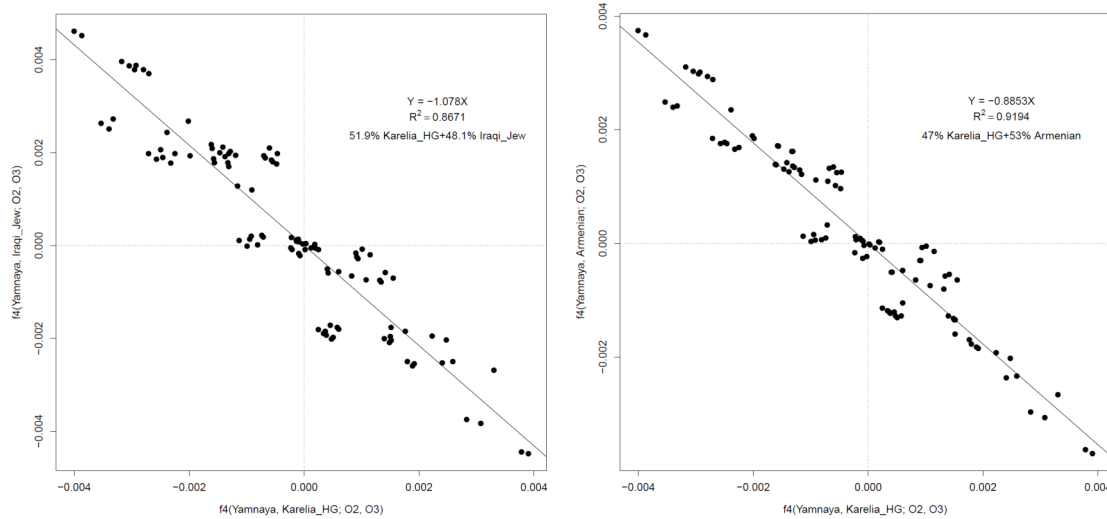 f4(Yamnaya, Iraqi_Jew; O2, O3)
0.004
0.002
0.000
−0.002
−0.004
Y = −1.078X
R² = 0.8671
51.9% Karelia_HG+48.1% Iraqi_Jew
−0.004
−0.002
0.000
0.002
0.004
f4(Yamnaya, Karelia_HG; O2, O3)
f4(Yamnaya, Armenian; O2, O3)
0.004
0.002
0.000
−0.002
Y = −0.8853X
R² = 0.9194
47% Karelia_HG+53% Armenian
−0.004
−0.002
0.000
0.002
0.004
f4(Yamnaya, Karelia_HG; O2, O3)